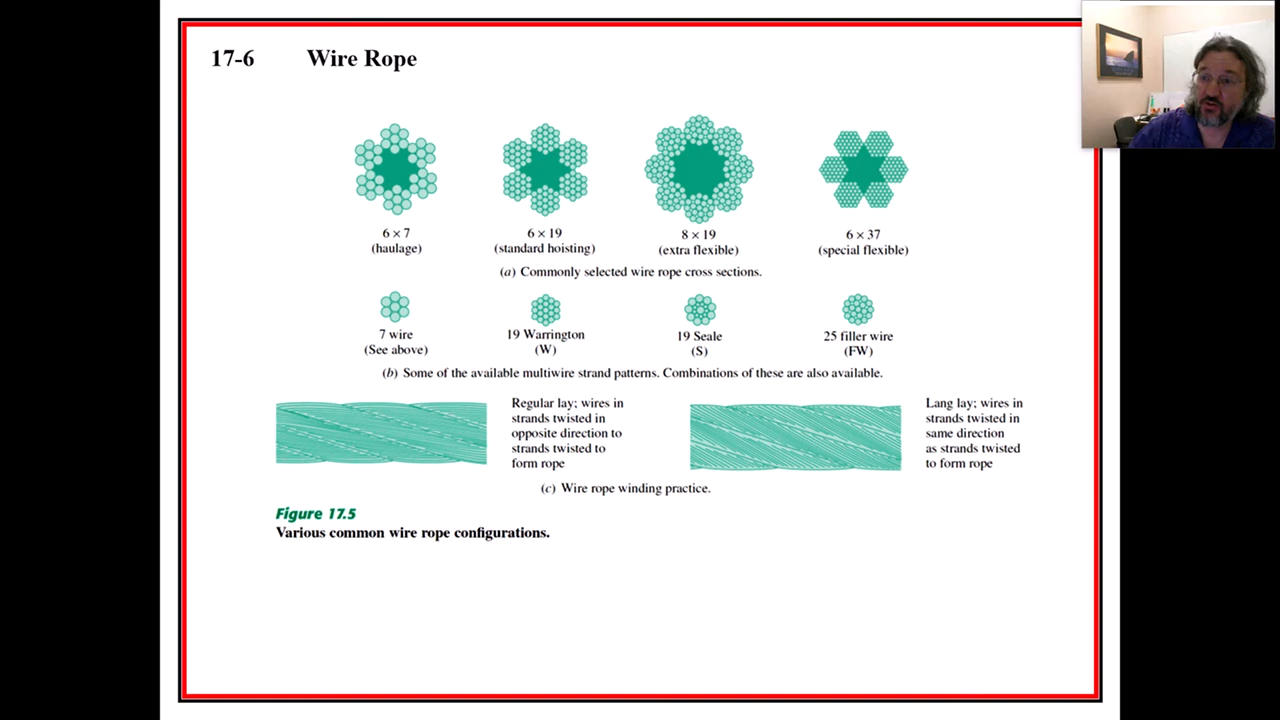 17-6 Wire Rope
6 × 7
(haulage)
6 × 19
(standard hoisting)
8 × 19
(extra flexible)
6 × 37
(special flexible)
(a) Commonly selected wire rope cross sections.
7 wire
(See above)
19 Warrington
(W)
19 Seale
(S)
25 filler wire
(FW)
(b) Some of the available multiwire strand patterns. Combinations of these are also available.
Regular lay; wires in
strands twisted in
opposite direction to
strands twisted to
form rope
Lang lay; wires in
strands twisted in
same direction
as strands twisted
to form rope
(c) Wire rope winding practice.
Figure 17.5
Various common wire rope configurations.